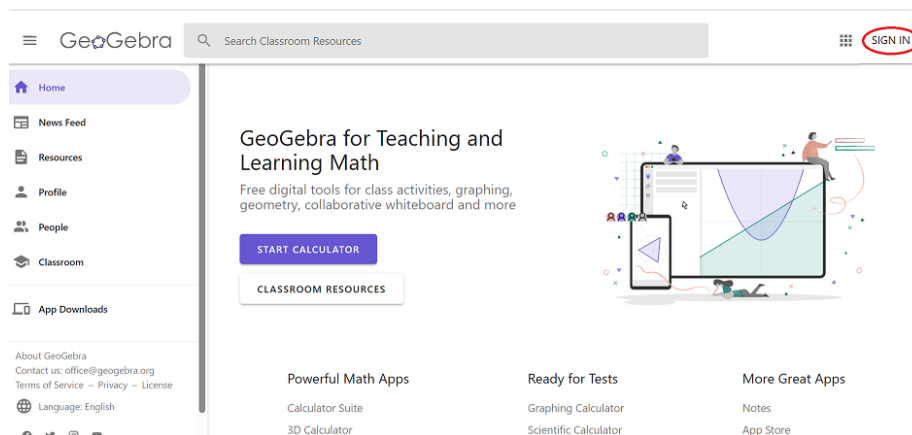 GeoGebra
Search Classroom Resources
SIGN IN
Home
News Feed
Resources
Profile
People
Classroom
App Downloads
About GeoGebra
Contact us: office@geogebra.org
Terms of Service – Privacy – License
Language: English
GeoGebra for Teaching and
Learning Math
Free digital tools for class activities, graphing,
geometry, collaborative whiteboard and more
START CALCULATOR
CLASSROOM RESOURCES
Powerful Math Apps
Calculator Suite
3D Calculator
Ready for Tests
Graphing Calculator
Scientific Calculator
More Great Apps
Notes
App Store